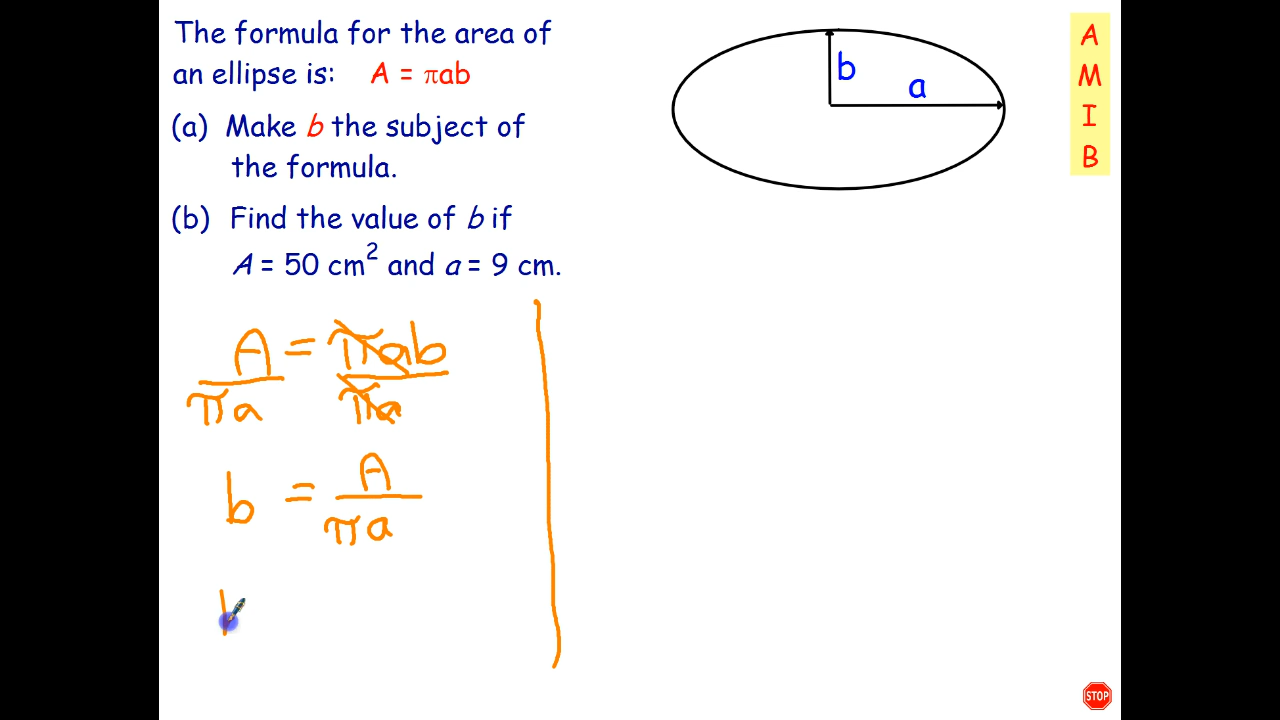 The formula for the area of
an ellipse is: A = πab
(a) Make b the subject of
the formula.
(b) Find the value of b if
A = 50 cm² and a = 9 cm.
b
a
A
M
I
B
A = πab
πa πa
b = A
πa
STOP